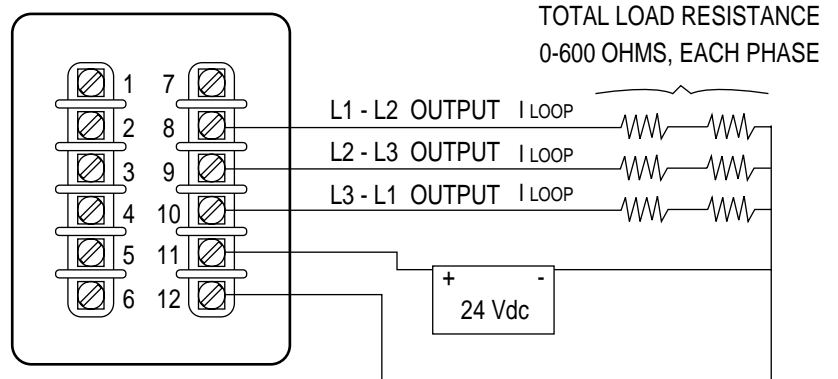 TOTAL LOAD RESISTANCE
0-600 OHMS, EACH PHASE
1 7
2 8
3 9
4 10
5 11
6 12
L1 - L2 OUTPUT I LOOP
L2 - L3 OUTPUT I LOOP
L3 - L1 OUTPUT I LOOP
+ -
24 Vdc